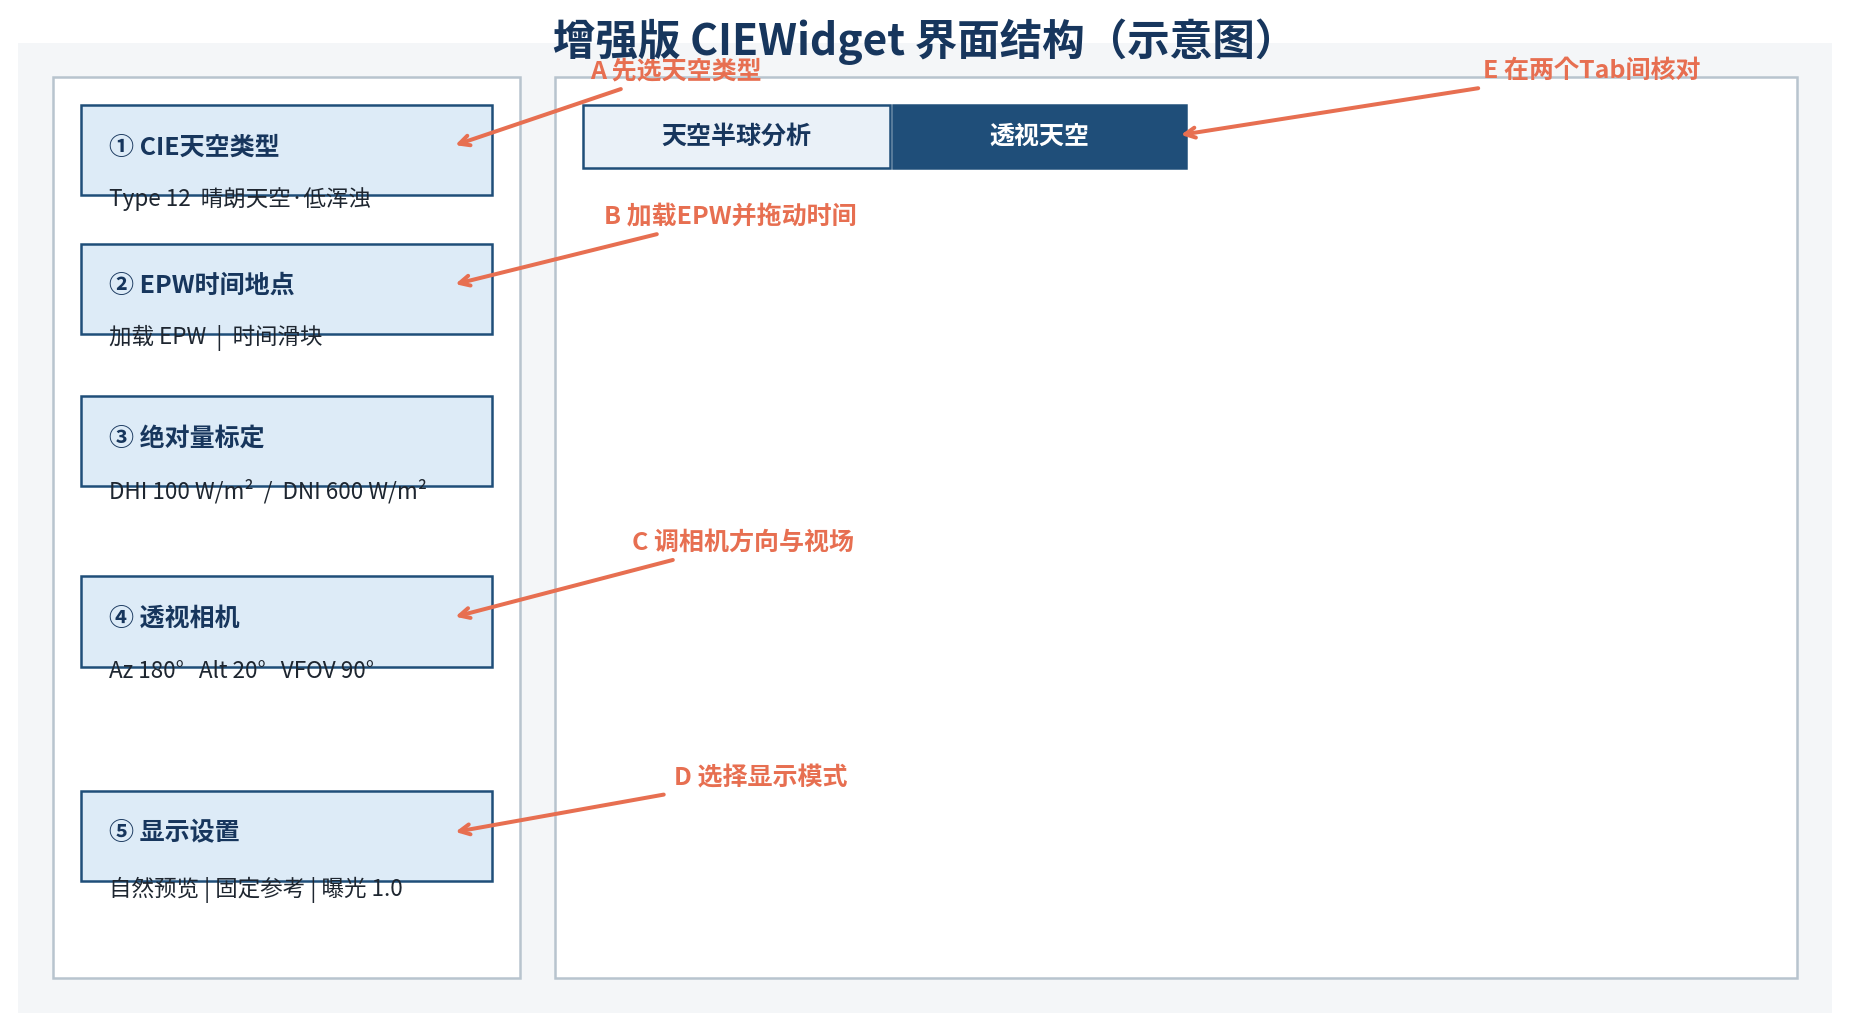 增强版 CIEWidget 界面结构（示意图）
A 先选天空类型
E 在两个Tab间核对
① CIE天空类型
Type 12 晴朗天空·低浑浊
天空半球分析
透视天空
B 加载EPW并拖动时间
② EPW时间地点
加载 EPW | 时间滑块
③ 绝对量标定
DHI 100 W/m² / DNI 600 W/m²
C 调相机方向与视场
④ 透视相机
Az 180° Alt 20° VFOV 90°
D 选择显示模式
⑤ 显示设置
自然预览 | 固定参考 | 曝光 1.0